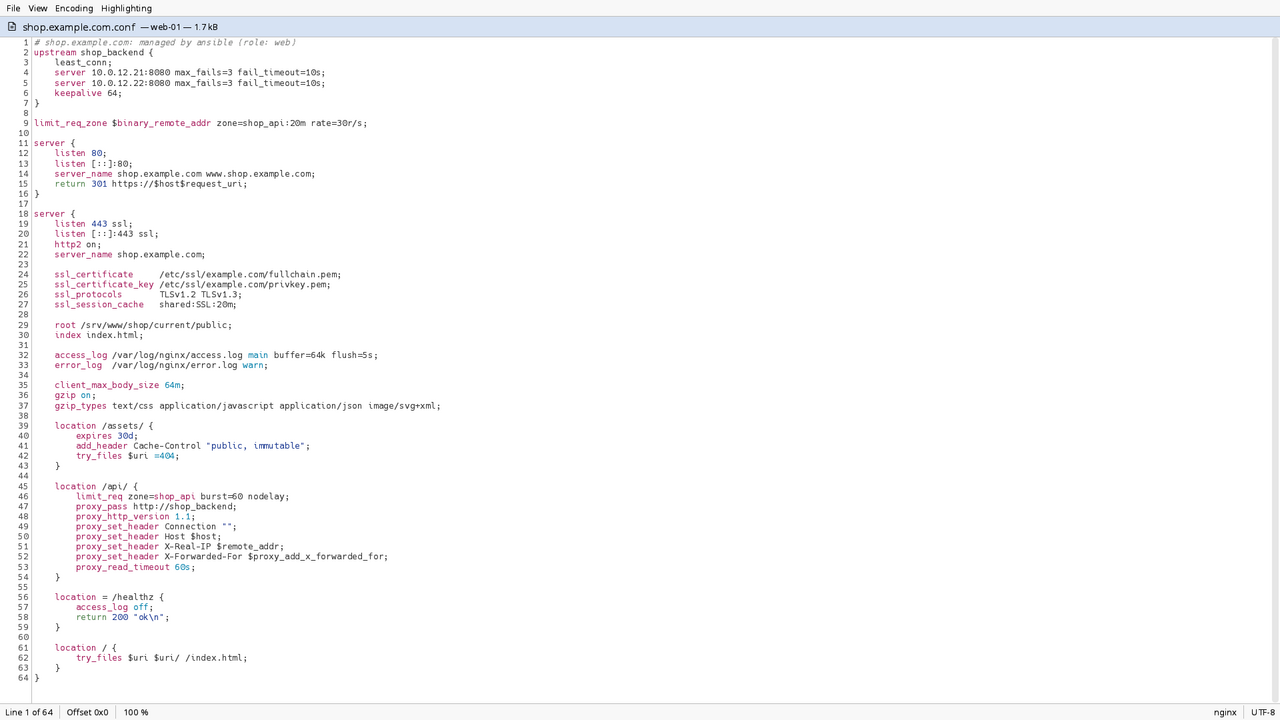 File View Encoding Highlighting
shop.example.com.conf — web-01 — 1.7 kB
1 # shop.example.com: managed by ansible (role: web)
2 upstream shop_backend {
3     least_conn;
4     server 10.0.12.21:8080 max_fails=3 fail_timeout=10s;
5     server 10.0.12.22:8080 max_fails=3 fail_timeout=10s;
6     keepalive 64;
7 }
8
9 limit_req_zone $binary_remote_addr zone=shop_api:20m rate=30r/s;
10
11 server {
12     listen 80;
13     listen [::]:80;
14     server_name shop.example.com www.shop.example.com;
15     return 301 https://$host$request_uri;
16 }
17
18 server {
19     listen 443 ssl;
20     listen [::]:443 ssl;
21     http2 on;
22     server_name shop.example.com;
23
24     ssl_certificate     /etc/ssl/example.com/fullchain.pem;
25     ssl_certificate_key /etc/ssl/example.com/privkey.pem;
26     ssl_protocols       TLSv1.2 TLSv1.3;
27     ssl_session_cache   shared:SSL:20m;
28
29     root /srv/www/shop/current/public;
30     index index.html;
31
32     access_log /var/log/nginx/access.log main buffer=64k flush=5s;
33     error_log  /var/log/nginx/error.log warn;
34
35     client_max_body_size 64m;
36     gzip on;
37     gzip_types text/css application/javascript application/json image/svg+xml;
38
39     location /assets/ {
40         expires 30d;
41         add_header Cache-Control "public, immutable";
42         try_files $uri =404;
43     }
44
45     location /api/ {
46         limit_req zone=shop_api burst=60 nodelay;
47         proxy_pass http://shop_backend;
48         proxy_http_version 1.1;
49         proxy_set_header Connection "";
50         proxy_set_header Host $host;
51         proxy_set_header X-Real-IP $remote_addr;
52         proxy_set_header X-Forwarded-For $proxy_add_x_forwarded_for;
53         proxy_read_timeout 60s;
54     }
55
56     location = /healthz {
57         access_log off;
58         return 200 "ok\n";
59     }
60
61     location / {
62         try_files $uri $uri/ /index.html;
63     }
64 }
Line 1 of 64 Offset 0x0 100 % nginx UTF-8